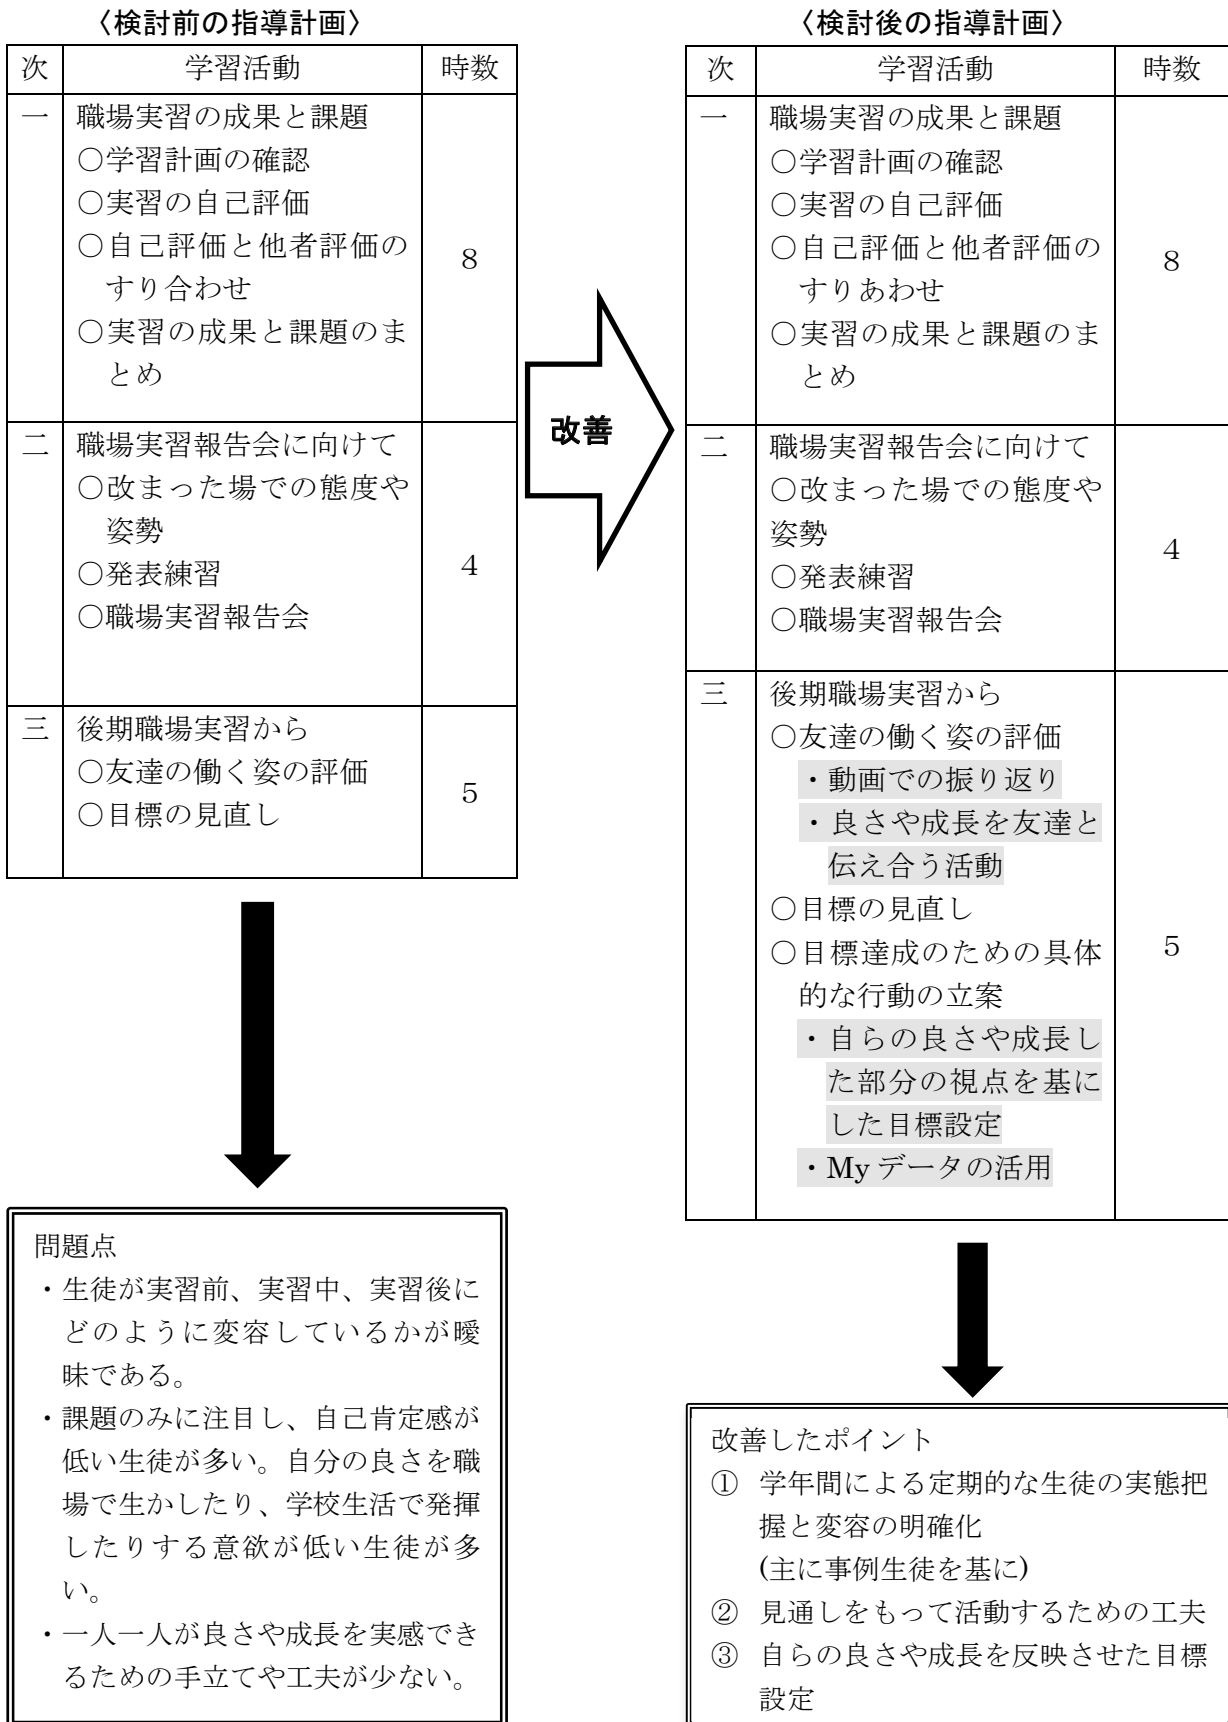 〈検討前の指導計画〉
次 学習活動 時数
一 職場実習の成果と課題
○学習計画の確認
○実習の自己評価
○自己評価と他者評価の
すり合わせ
○実習の成果と課題のま
とめ
8
二 職場実習報告会に向けて
○改まった場での態度や
姿勢
○発表練習
○職場実習報告会
4
三 後期職場実習から
○友達の働く姿の評価
○目標の見直し
5
問題点
・生徒が実習前、実習中、実習後に
どのように変容しているかが曖
昧である。
・課題のみに注目し、自己肯定感が
低い生徒が多い。自分の良さを職
場で生かしたり、学校生活で発揮
したりする意欲が低い生徒が多
い。
・一人一人が良さや成長を実感でき
るための手立てや工夫が少ない。
改善
〈検討後の指導計画〉
次 学習活動 時数
一 職場実習の成果と課題
○学習計画の確認
○実習の自己評価
○自己評価と他者評価の
すりあわせ
○実習の成果と課題のま
とめ
8
二 職場実習報告会に向けて
○改まった場での態度や
姿勢
○発表練習
○職場実習報告会
4
三 後期職場実習から
○友達の働く姿の評価
・動画での振り返り
・良さや成長を友達と
伝え合う活動
○目標の見直し
○目標達成のための具体
的な行動の立案
・自らの良さや成長し
た部分の視点を基に
した目標設定
・My データの活用
5
改善したポイント
① 学年間による定期的な生徒の実態把
握と変容の明確化
(主に事例生徒を基に)
② 見通しをもって活動するための工夫
③ 自らの良さや成長を反映させた目標
設定